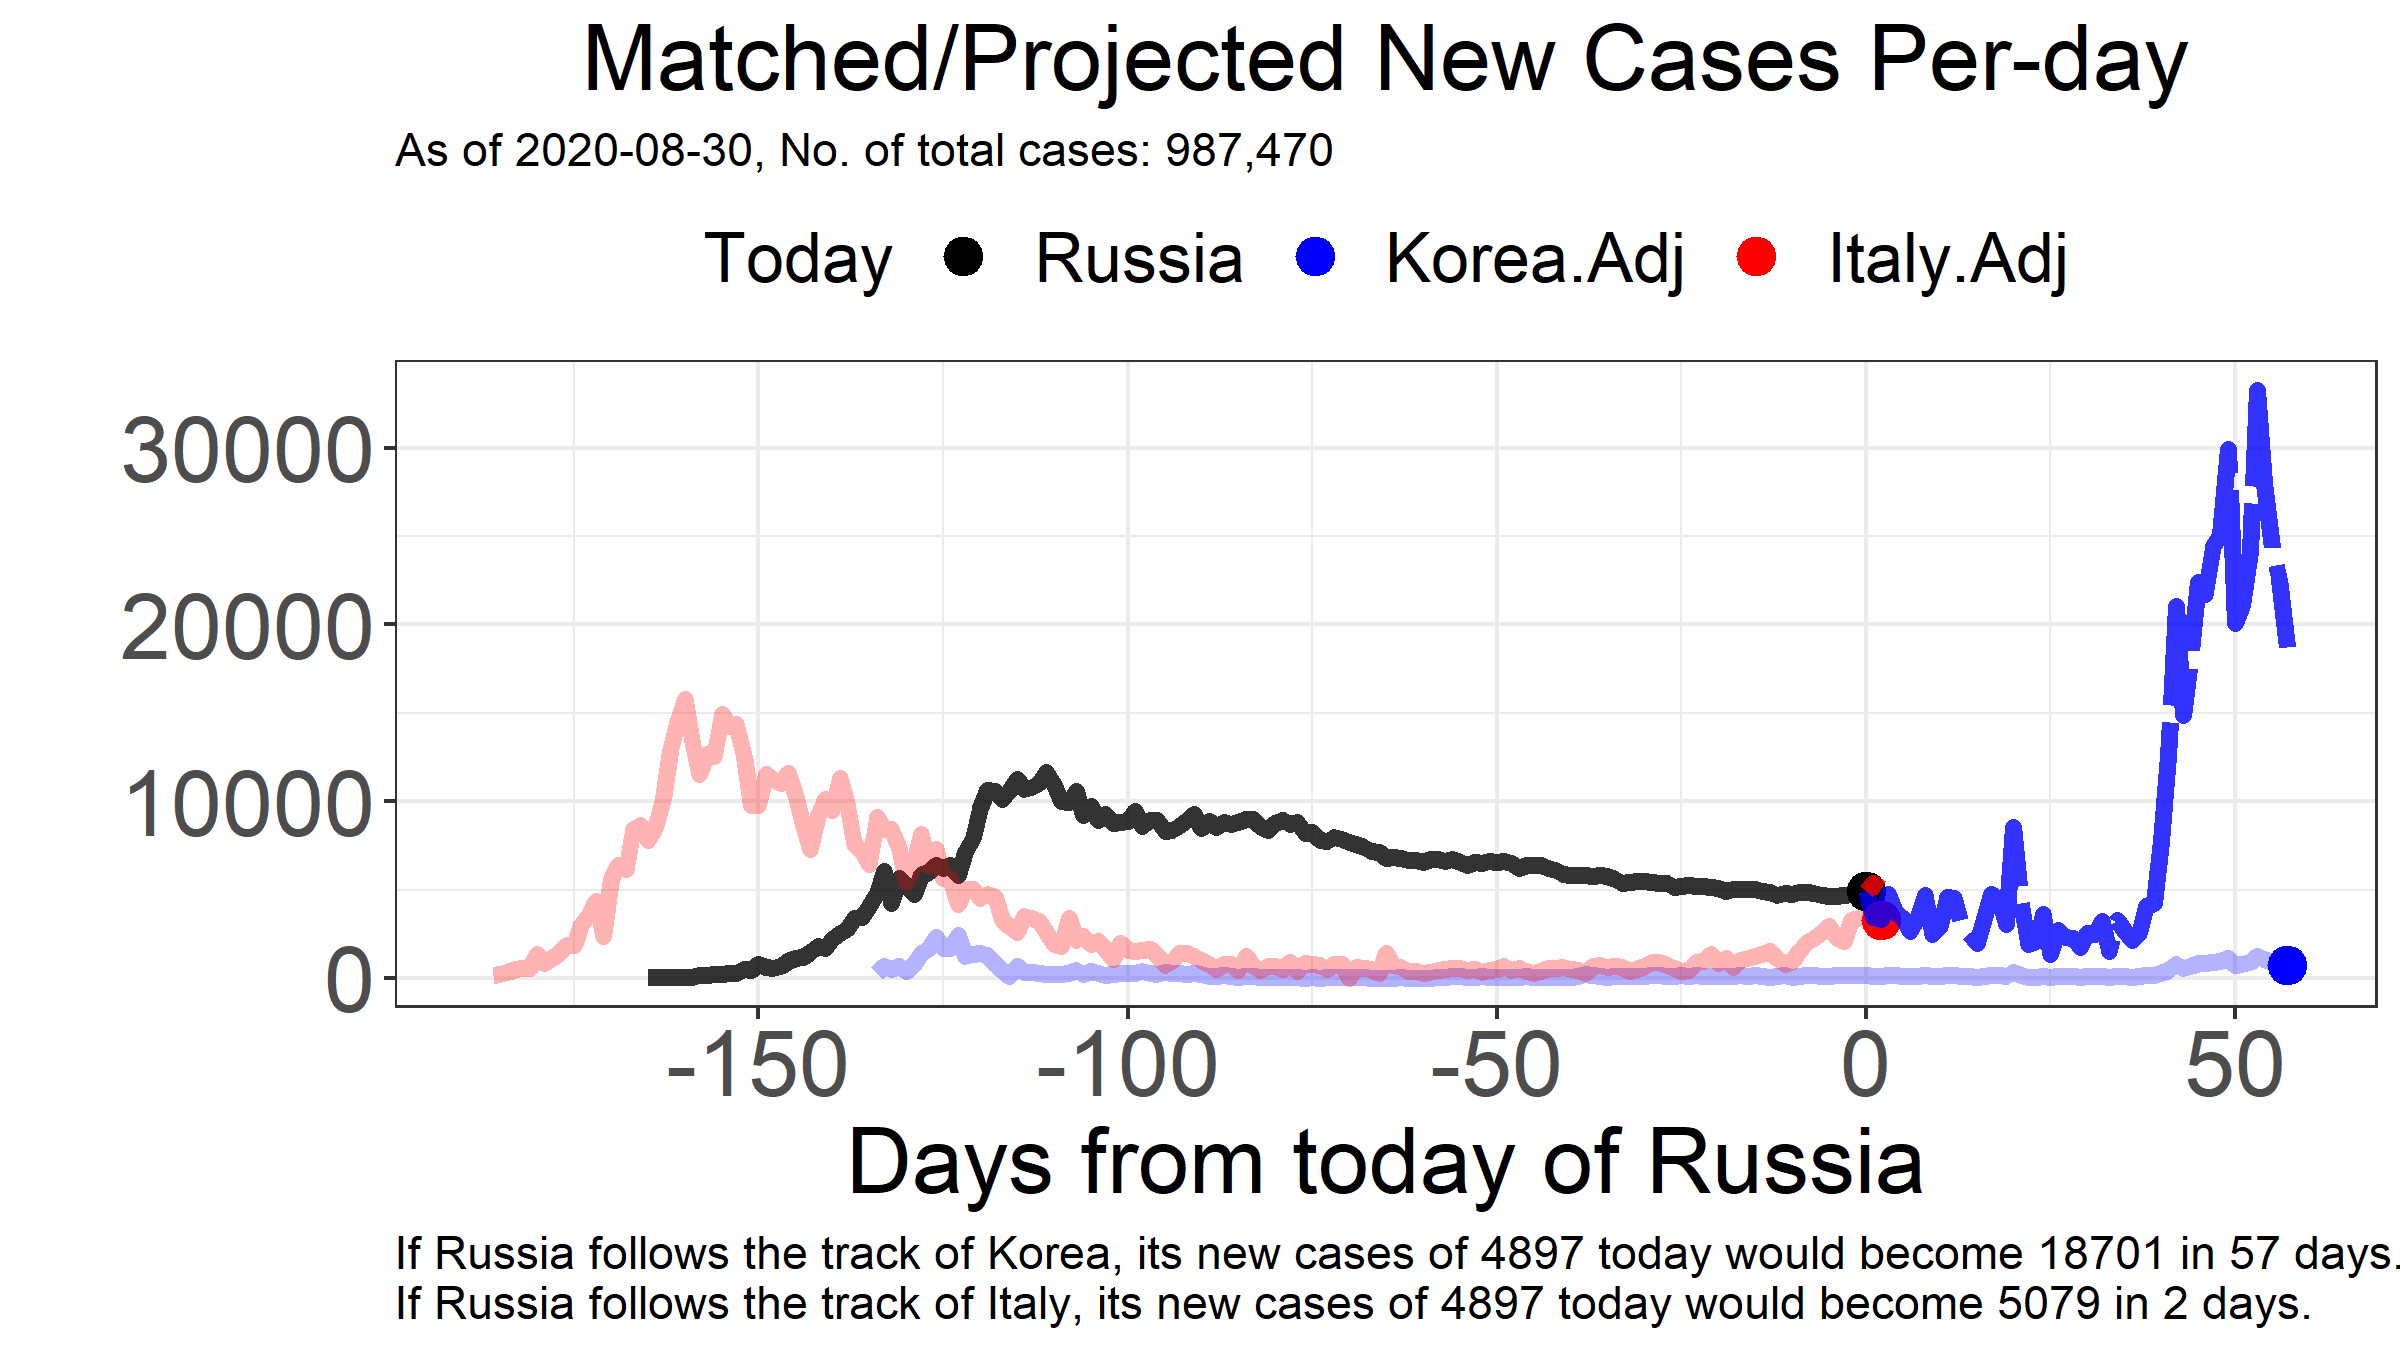 Matched/Projected New Cases Per-day
As of 2020-08-30, No. of total cases: 987,470
Today Russia Korea.Adj Italy.Adj
30000
20000
10000
0
-150 -100 -50 0 50
Days from today of Russia
If Russia follows the track of Korea, its new cases of 4897 today would become 18701 in 57 days.
If Russia follows the track of Italy, its new cases of 4897 today would become 5079 in 2 days.